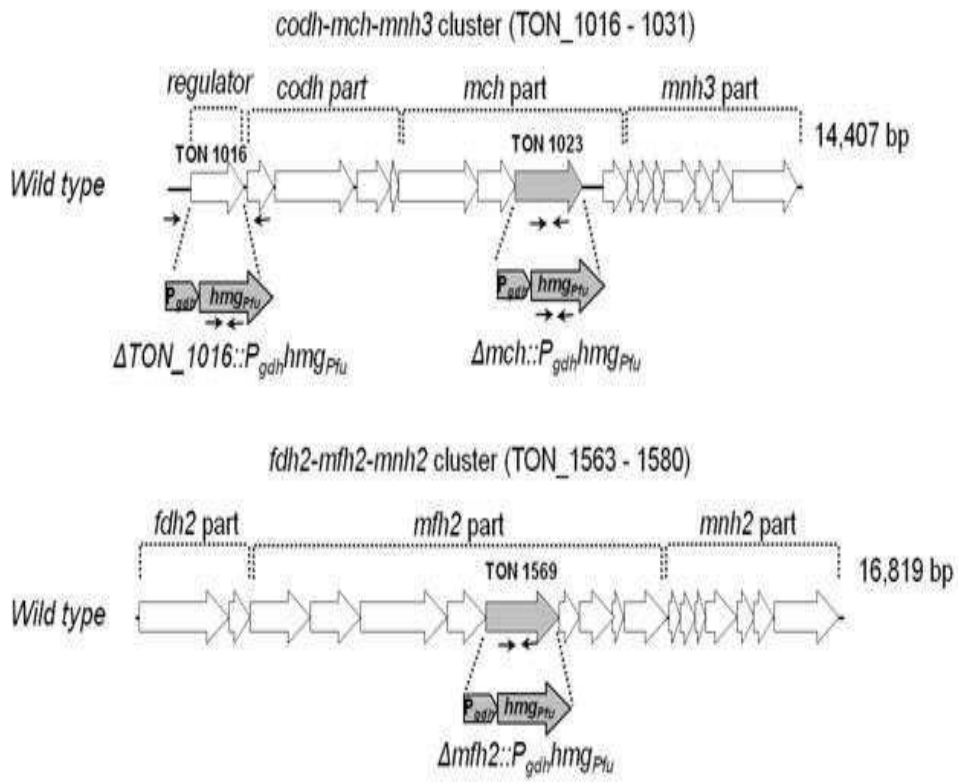 codh-mch-mnh3 cluster (TON_1016 - 1031)
regulator codh part mch part mnh3 part
14,407 bp
TON 1016 TON 1023
Wild type
Pgdh hmgPfu Pgdh hmgPfu
ΔTON_1016::PgdhhmgPfu Δmch::PgdhhmgPfu
fdh2-mfh2-mnh2 cluster (TON_1563 - 1580)
fdh2 part mfh2 part mnh2 part
TON 1569 16,819 bp
Wild type
Pgdh hmgPfu
Δmfh2::PgdhhmgPfu